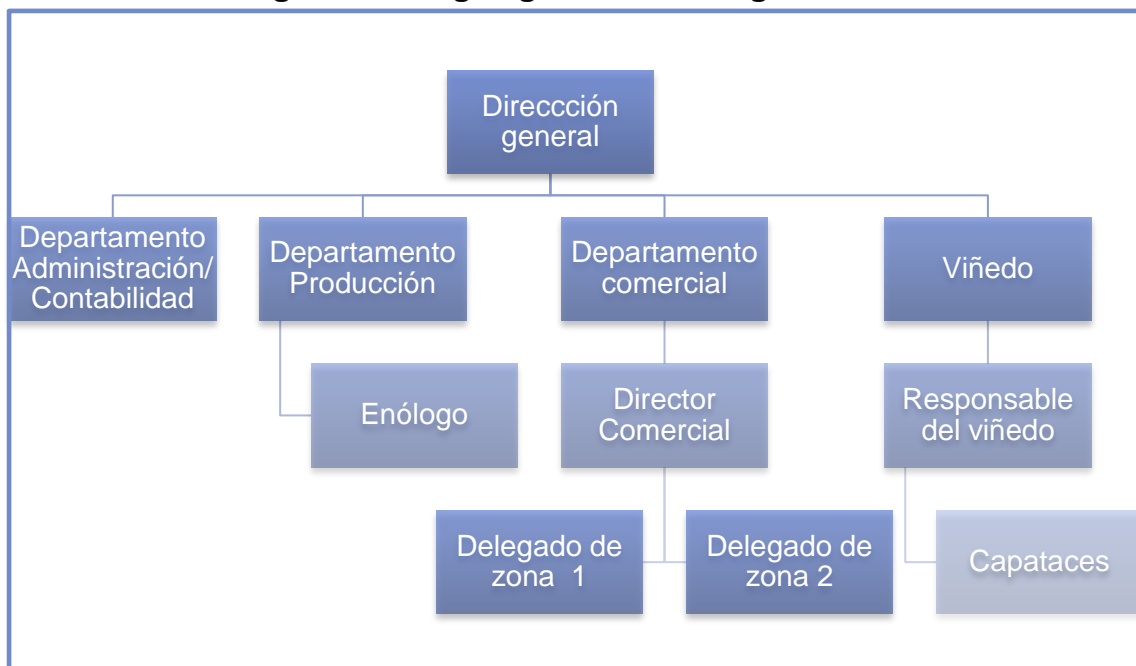 Direccción
general
Departamento
Administración/
Contabilidad
Departamento
Producción
Departamento
comercial
Viñedo
Enólogo
Director
Comercial
Responsable
del viñedo
Delegado de
zona 1
Delegado de
zona 2
Capataces